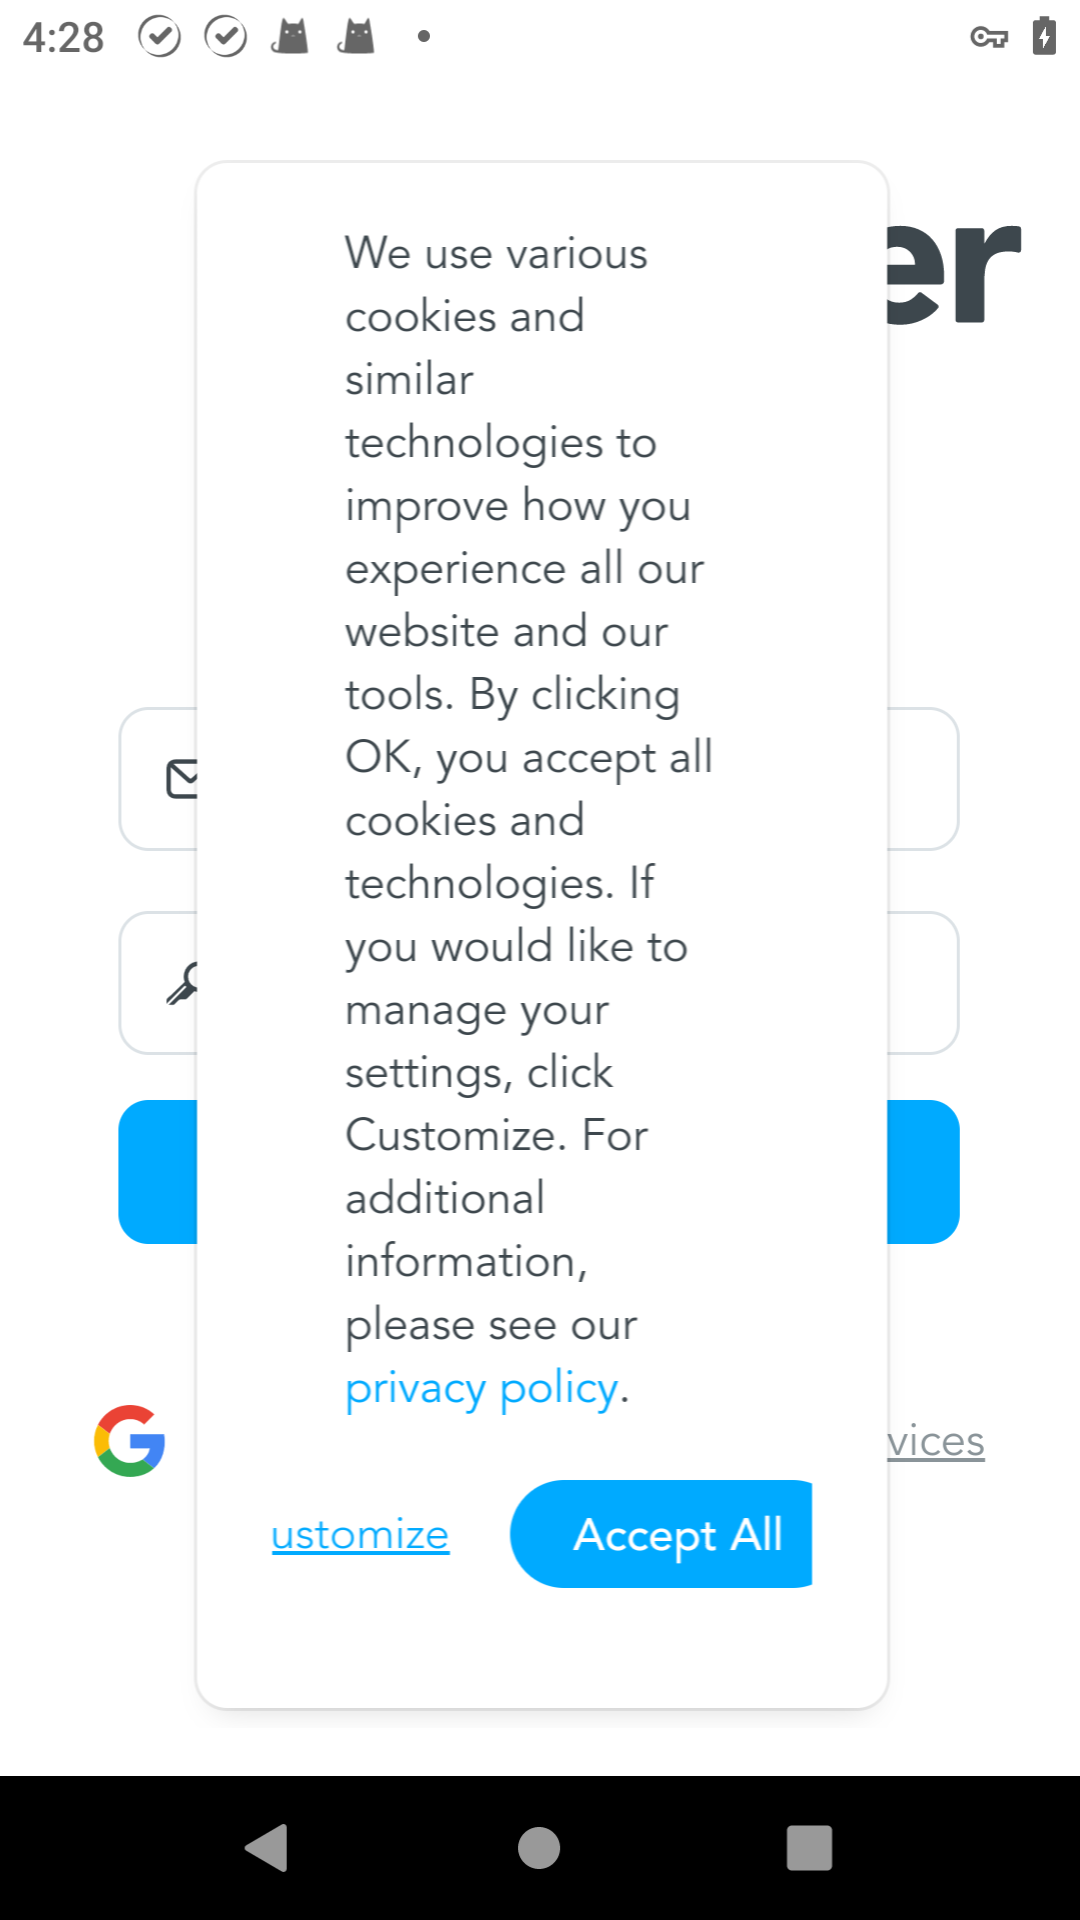 4:28
er
We use various
cookies and
similar
technologies to
improve how you
experience all our
website and our
tools. By clicking
OK, you accept all
cookies and
technologies. If
you would like to
manage your
settings, click
Customize. For
additional
information,
please see our
privacy policy.
vices
ustomize
Accept All